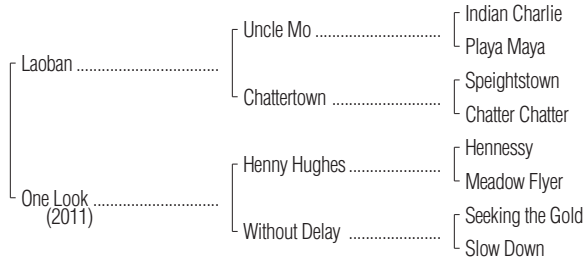 Indian Charlie
Uncle Mo
Playa Maya
Laoban
Speightstown
Chattertown
Chatter Chatter
Hennessy
Henny Hughes
Meadow Flyer
One Look
(2011)
Seeking the Gold
Without Delay
Slow Down